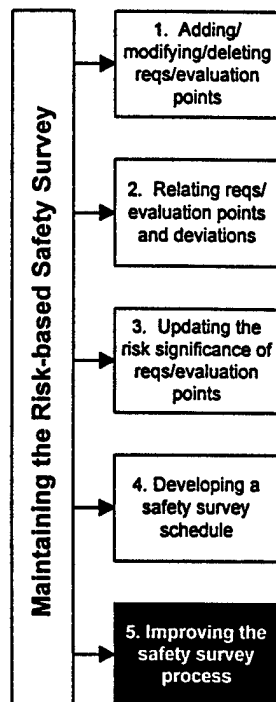 Maintaining the Risk-based Safety Survey
1. Adding/
modifying/deleting
reqs/evaluation
points
2. Relating reqs/
evaluation points
and deviations
3. Updating the
risk significance of
reqs/evaluation
points
4. Developing a
safety survey
schedule
5. Improving the
safety survey
process